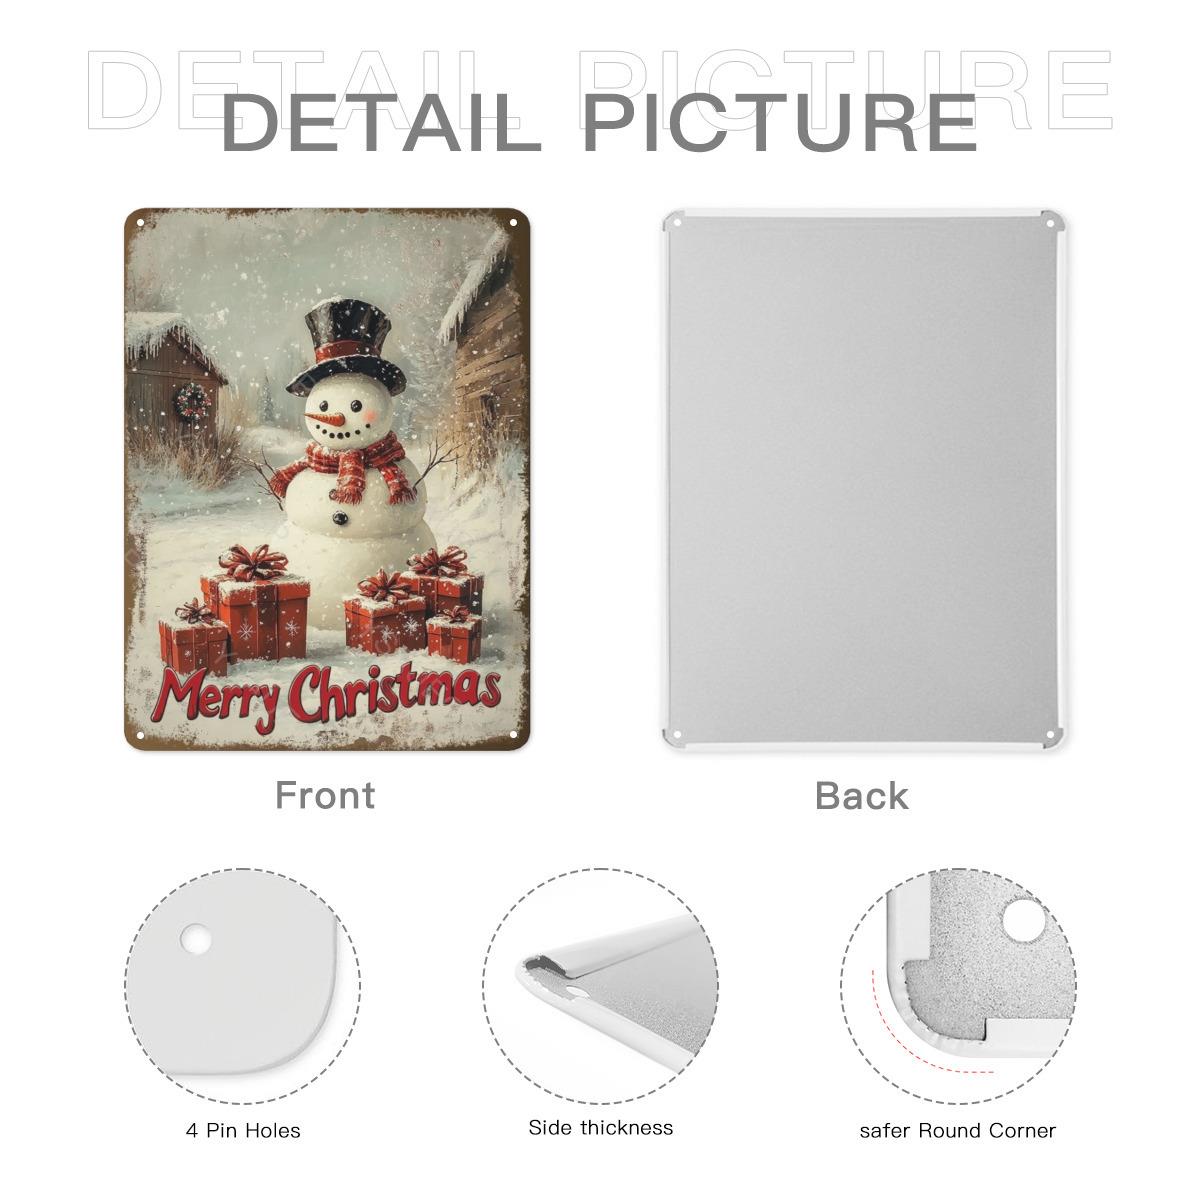 DETAIL PICTURE
DETAIL PICTURE
Merry Christmas
Front
Back
4 Pin Holes
Side thickness
safer Round Corner